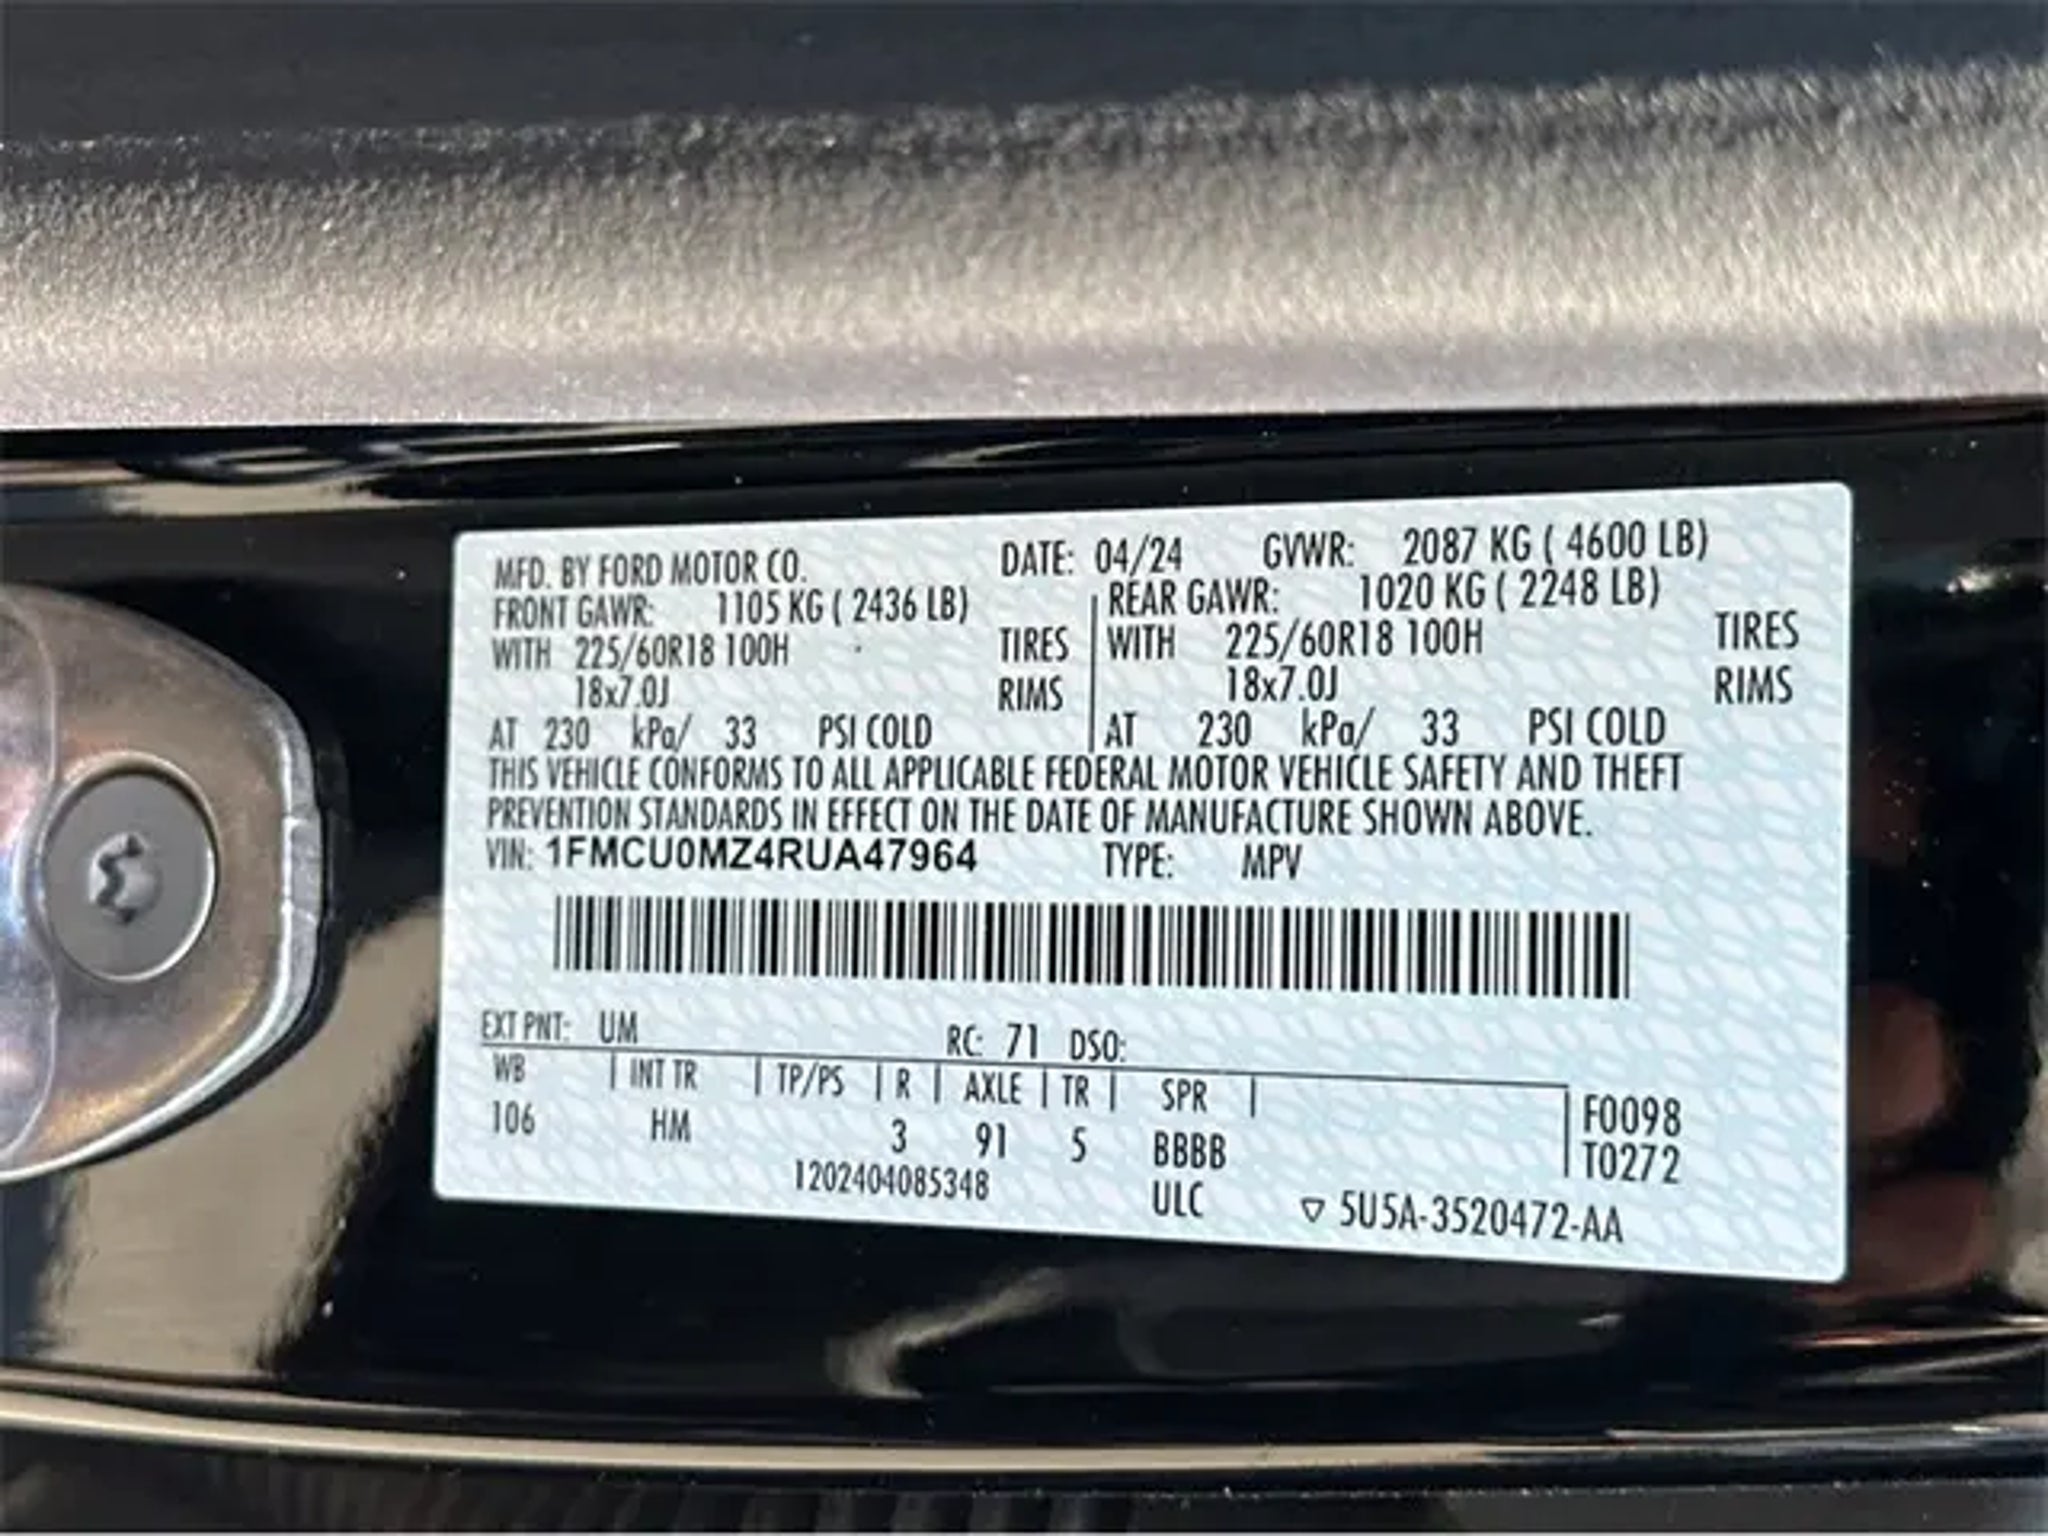 MFD. BY FORD MOTOR CO. DATE: 04/24 GVWR: 2087 KG ( 4600 LB)
FRONT GAWR: 1105 KG ( 2436 LB) REAR GAWR: 1020 KG ( 2248 LB)
WITH 225/60R18 100H TIRES WITH 225/60R18 100H TIRES
18x7.0J RIMS 18x7.0J RIMS
AT 230 kPa/ 33 PSI COLD AT 230 kPa/ 33 PSI COLD
THIS VEHICLE CONFORMS TO ALL APPLICABLE FEDERAL MOTOR VEHICLE SAFETY AND THEFT
PREVENTION STANDARDS IN EFFECT ON THE DATE OF MANUFACTURE SHOWN ABOVE.
VIN: 1FMCU0MZ4RUA47964 TYPE: MPV
EXT PNT: UM RC: 71 DSO:
WB | INT TR | TP/PS | R | AXLE | TR | SPR |
106 HM 3 91 5 BBBB
F0098
T0272
1202404085348 ULC ▽ 5U5A-3520472-AA